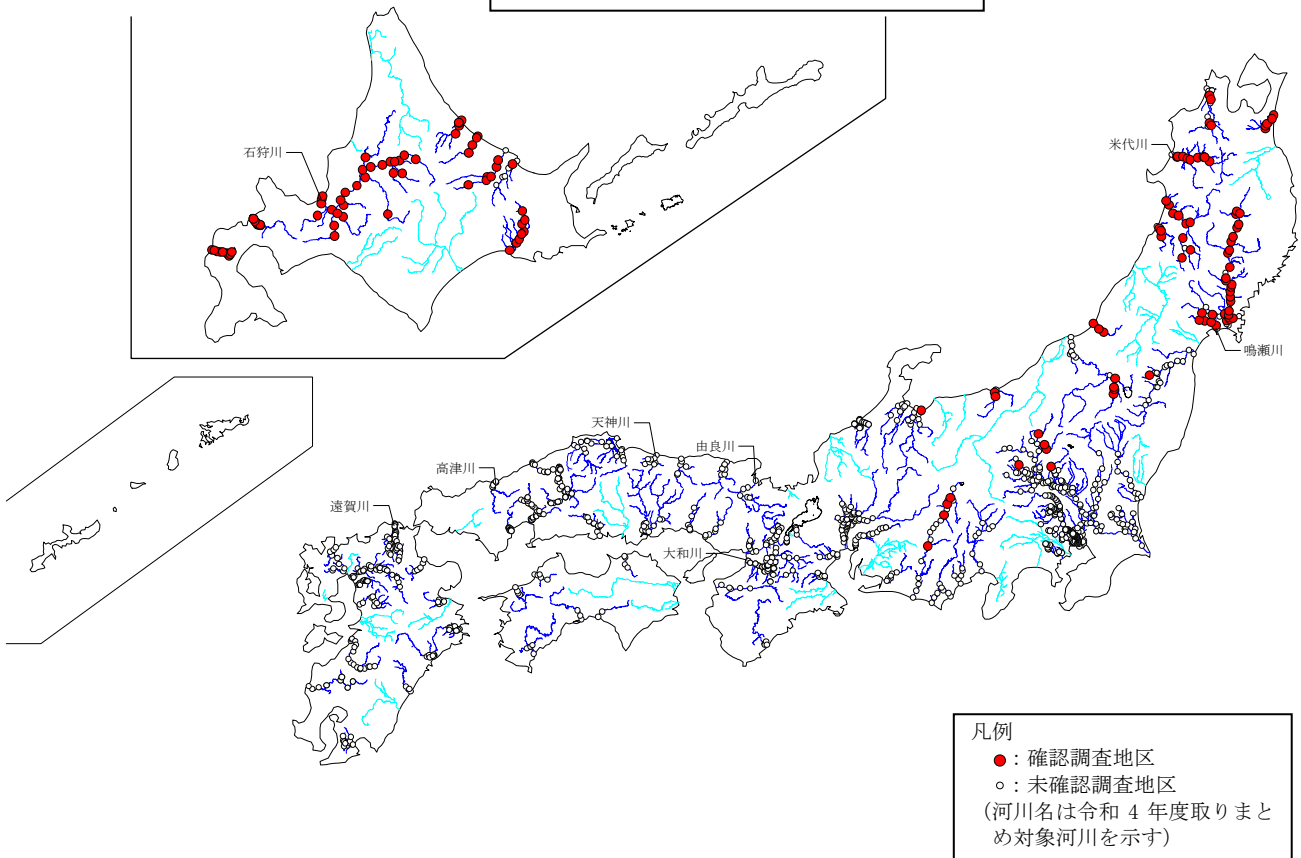 石狩川
米代川
鳴瀬川
天神川
由良川
高津川
遠賀川
大和川
凡例
：確認調査地区
：未確認調査地区
(河川名は令和 4 年度取りまと
め対象河川を示す)